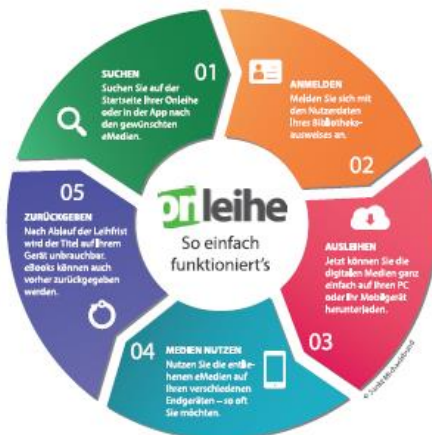 onleihe
So einfach
funktioniert's
01
SUCHEN
Suchen Sie auf der
Startseite Ihrer Onleihe
oder in der App nach
den gewünschten
eMedien.
ANMELDEN
Melden Sie sich mit
den Nutzerdaten
Ihres Bibliotheks-
ausweises an.
02
AUSLEIHEN
Jetzt können Sie die
digitalen Medien ganz
einfach auf Ihren PC
oder Ihr Mobilgerät
herunterladen.
03
04
MEDIEN NUTZEN
Nutzen Sie die entlie-
henen eMedien auf
Ihren verschiedenen
Endgeräten – so oft
Sie möchten.
05
ZURÜCKGEBEN
Nach Ablauf der Leihfrist
wird der Titel auf Ihrem
Gerät unbrauchbar.
eBooks können auch
vorher zurückgegeben
werden.